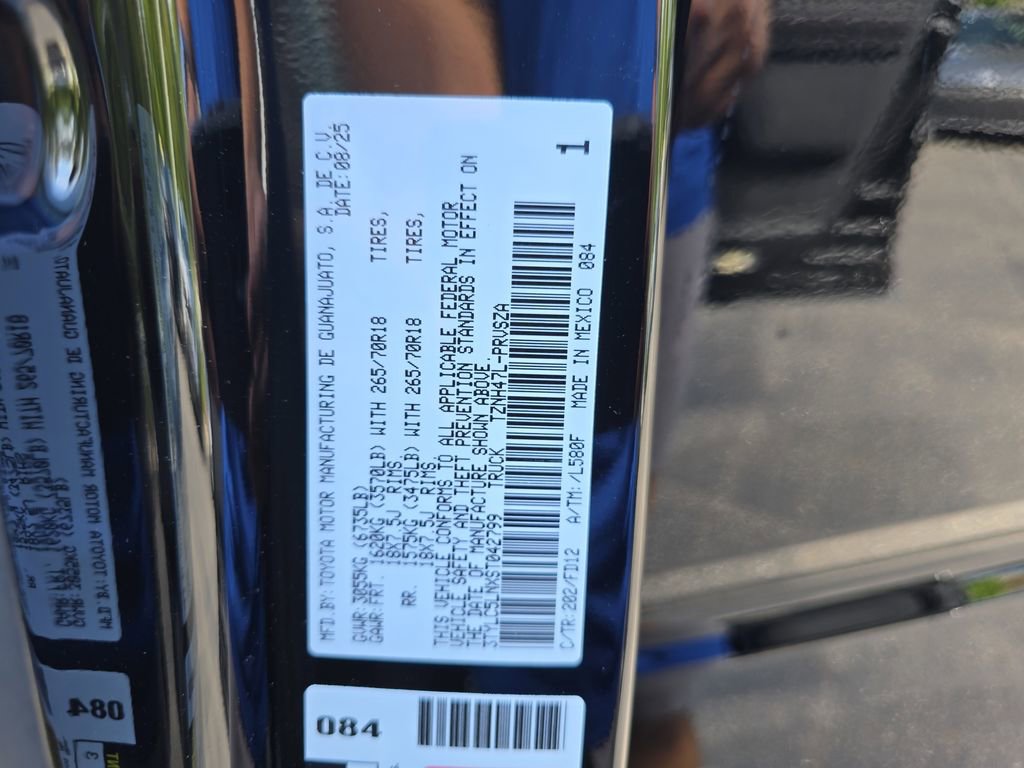 MFD.BY:TOYOTA MOTOR MANUFACTURING DE GUANAJUATO, S.A. DE C.V.
DATE:08/25
GVWR:3055KG (6735LB)
GAWR:FRT. 1620KG (3570LB) WITH 265/70R18 TIRES,
18X7.5J RIMS
RR. 1575KG (3475LB) WITH 265/70R18 TIRES,
18X7.5J RIMS
THIS VEHICLE CONFORMS TO ALL APPLICABLE FEDERAL MOTOR
VEHICLE SAFETY AND THEFT PREVENTION STANDARDS IN EFFECT ON
THE DATE OF MANUFACTURE SHOWN ABOVE.
3TYLC5LNXST042799 TRUCK TZNH47L-PRVSZA
C/TR:202/FD12 A/TM:/L580F MADE IN MEXICO 084
1
084